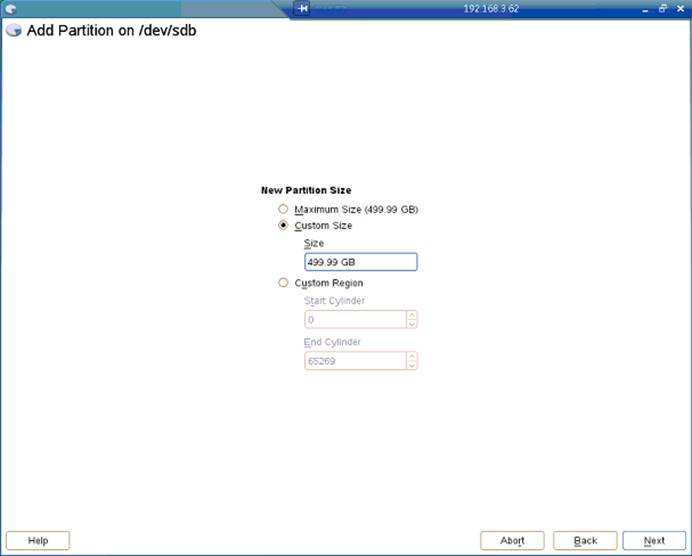 192.168.3.62
Add Partition on /dev/sdb
New Partition Size
Maximum Size (499.99 GB)
Custom Size
Size
499.99 GB
Custom Region
Start Cylinder
0
End Cylinder
65269
Help
Abort
Back
Next